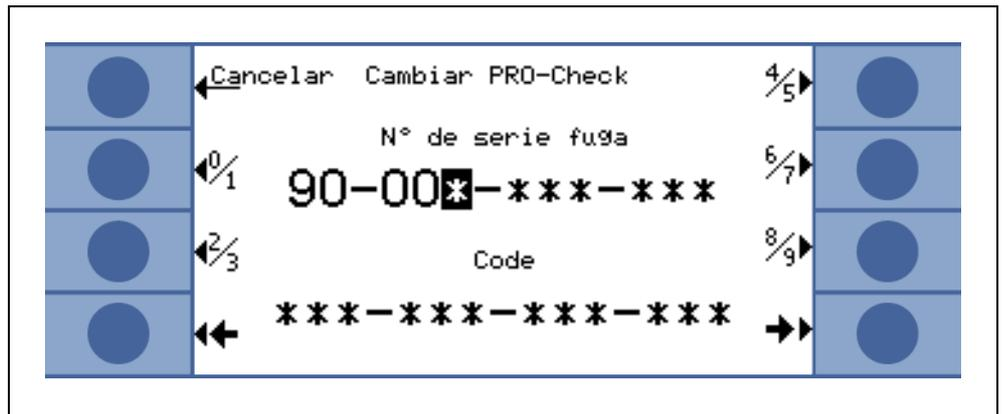 Cancelar Cambiar PRO-Check 4/5
N° de serie fuga
0/1 90-00*-***-*** 6/7
2/3 Code 8/9
***-***-***-***